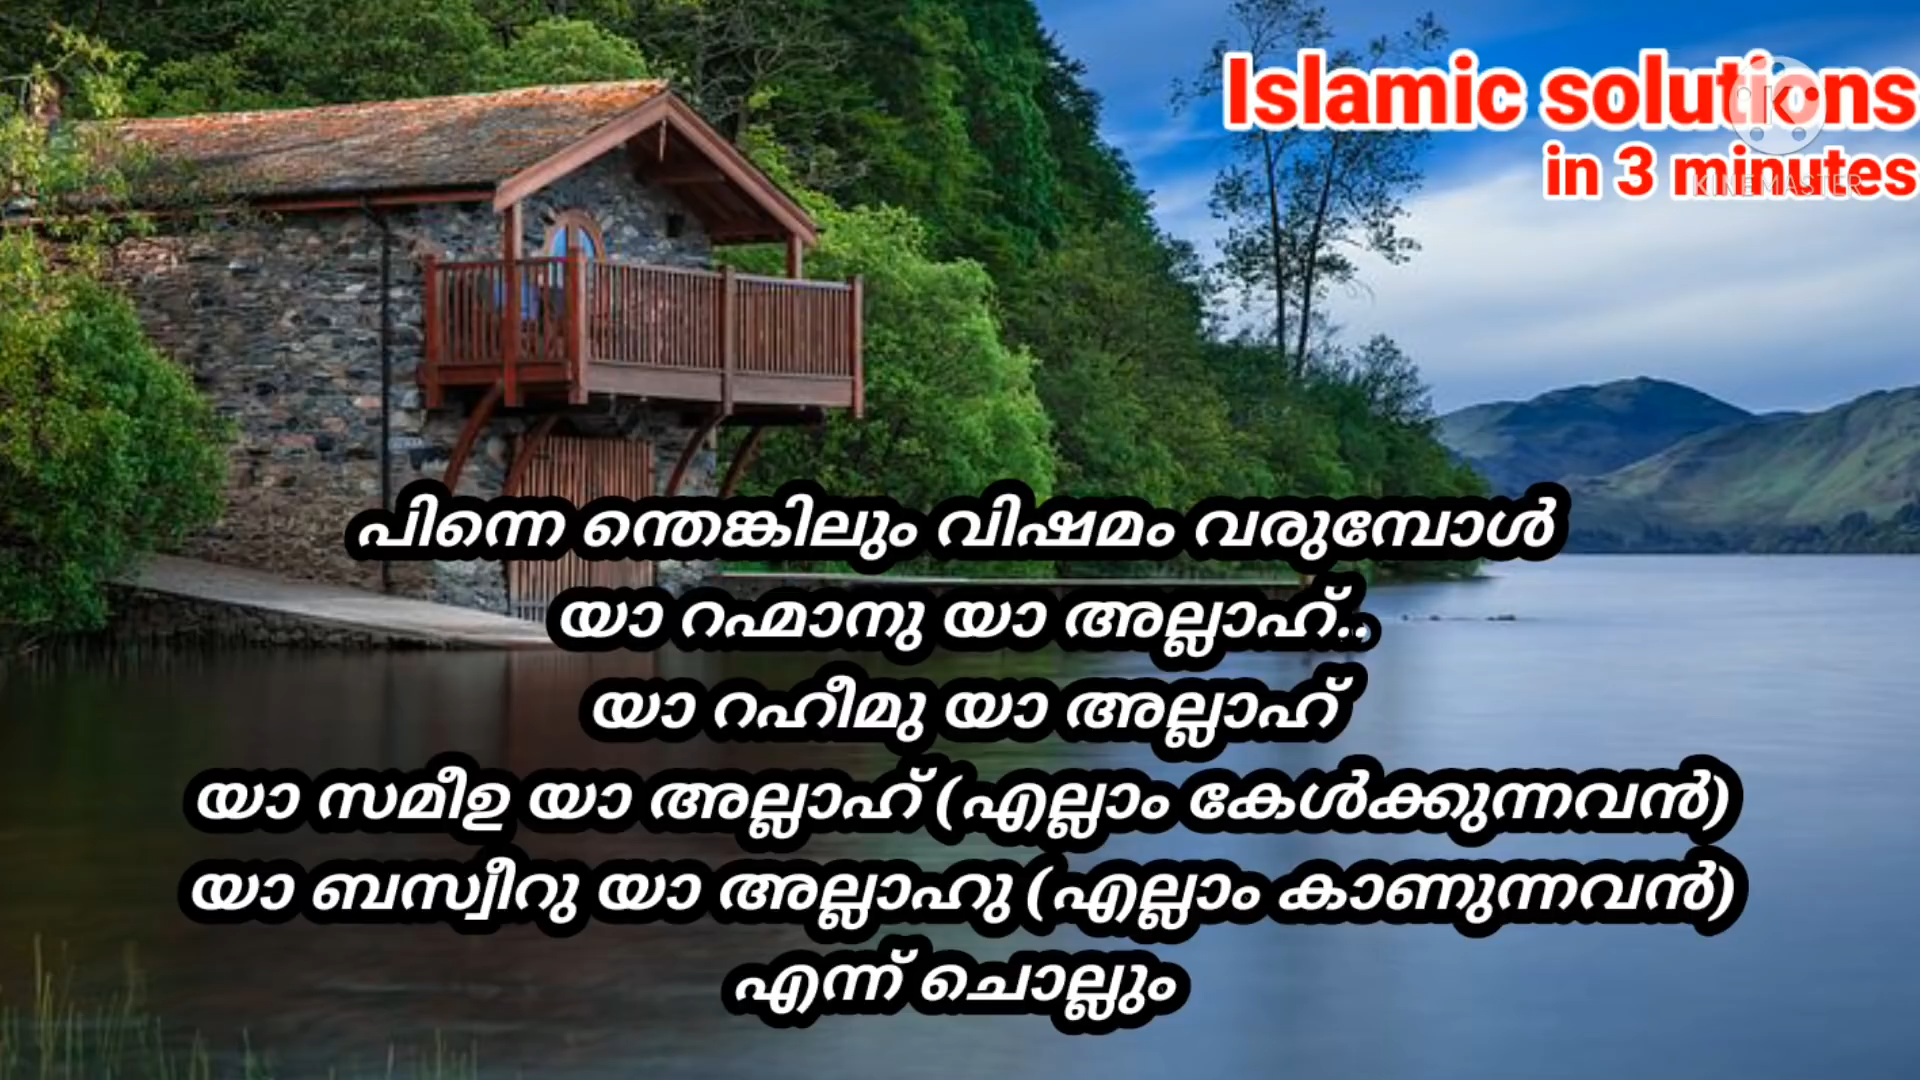 Islamic solutions
in 3 minutes
KINEMASTER
പിന്നെ ന്തെങ്കിലും വിഷമം വരുമ്പോൾ
യാ റഹ്മാനു യാ അല്ലാഹ്..
യാ റഹീമു യാ അല്ലാഹ്
യാ സമീഉ യാ അല്ലാഹ് (എല്ലാം കേൾക്കുന്നവൻ)
യാ ബസ്വീറു യാ അല്ലാഹു (എല്ലാം കാണുന്നവൻ)
എന്ന് ചൊല്ലും